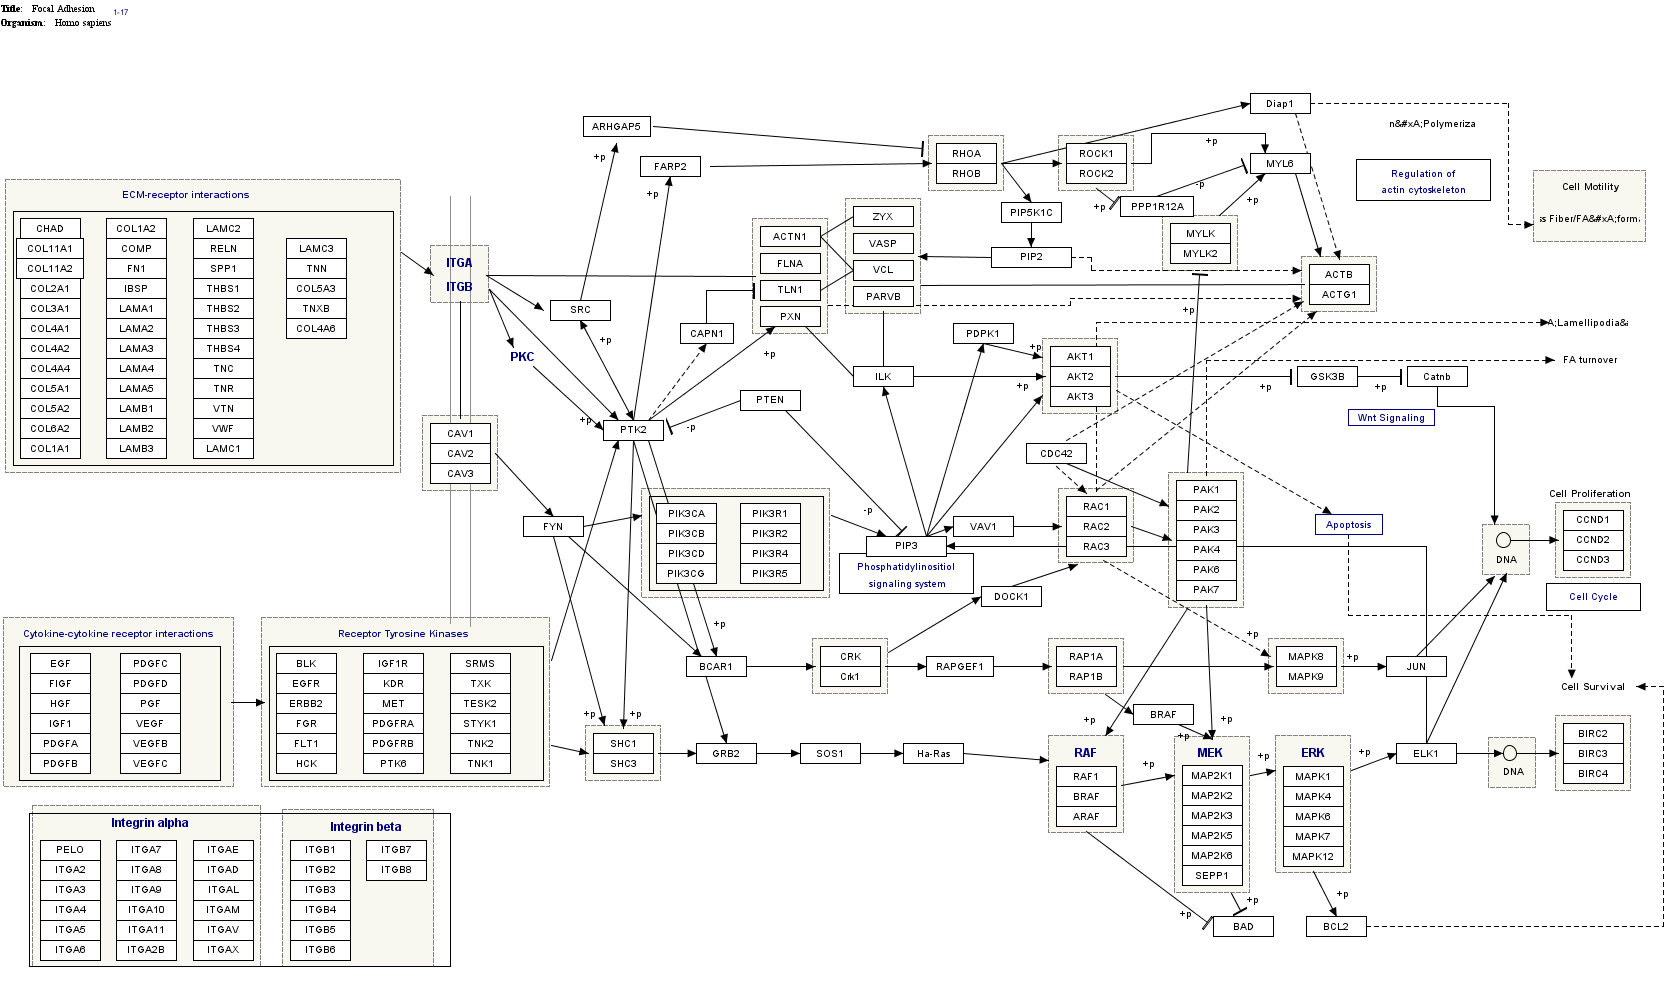 Title: Focal Adhesion
1-17
Organism: Homo sapiens
ECM-receptor interactions
CHAD
COL11A1
COL11A2
COL2A1
COL3A1
COL4A1
COL4A2
COL4A4
COL5A1
COL5A2
COL6A2
COL1A1
COL1A2
COMP
FN1
IBSP
LAMA1
LAMA2
LAMA3
LAMA4
LAMA5
LAMB1
LAMB2
LAMB3
LAMC2
RELN
SPP1
THBS1
THBS2
THBS3
THBS4
TNC
TNR
VTN
VWF
LAMC1
LAMC3
TNN
COL5A3
TNXB
COL4A6
ITGA
ITGB
PKC
CAV1
CAV2
CAV3
FYN
Cytokine-cytokine receptor interactions
EGF
FIGF
HGF
IGF1
PDGFA
PDGFB
PDGFC
PDGFD
PGF
VEGF
VEGFB
VEGFC
Receptor Tyrosine Kinases
BLK
EGFR
ERBB2
FGR
FLT1
HCK
IGF1R
KDR
MET
PDGFRA
PDGFRB
PTK6
SRMS
TXK
TESK2
STYK1
TNK2
TNK1
Integrin alpha
PELO
ITGA2
ITGA3
ITGA4
ITGA5
ITGA6
ITGA7
ITGA8
ITGA9
ITGA10
ITGA11
ITGA2B
ITGAE
ITGAD
ITGAL
ITGAM
ITGAV
ITGAX
Integrin beta
ITGB1
ITGB2
ITGB3
ITGB4
ITGB5
ITGB6
ITGB7
ITGB8
ARHGAP5
+p
FARP2
+p
SRC
+p
CAPN1
+p
+p
PTK2
PTEN
-p
-p
ACTN1
FLNA
TLN1
PXN
ZYX
VASP
VCL
PARVB
ILK
+p
PIK3CA
PIK3CB
PIK3CD
PIK3CG
PIK3R1
PIK3R2
PIK3R4
PIK3R5
PIP3
Phosphatidylinositiol
signaling system
+p
BCAR1
+p
+p
SHC1
SHC3
GRB2
SOS1
Ha-Ras
CRK
Crk1
RAPGEF1
DOCK1
VAV1
PDPK1
+p
AKT1
AKT2
AKT3
RHOA
RHOB
ROCK1
ROCK2
+p
PIP5K1C
PIP2
PPP1R12A
-p
+p
+p
MYLK
MYLK2
+p
Diap1
MYL6
n&#xA;Polymeriza
Regulation of
actin cytoskeleton
Cell Motility
ss Fiber/FA&#xA;forma
ACTB
ACTG1
A;Lamellipodia&
FA turnover
GSK3B
+p
+p
Catnb
Wnt Signaling
CDC42
RAC1
RAC2
RAC3
PAK1
PAK2
PAK3
PAK4
PAK6
PAK7
Apoptosis
Cell Proliferation
DNA
CCND1
CCND2
CCND3
Cell Cycle
RAP1A
RAP1B
+p
MAPK8
MAPK9
+p
JUN
Cell Survival
BRAF
+p
+p
+p
RAF
RAF1
BRAF
ARAF
+p
MEK
MAP2K1
MAP2K2
MAP2K3
MAP2K5
MAP2K6
SEPP1
+p
ERK
MAPK1
MAPK4
MAPK6
MAPK7
MAPK12
+p
ELK1
DNA
BIRC2
BIRC3
BIRC4
+p
+p
BAD
+p
BCL2